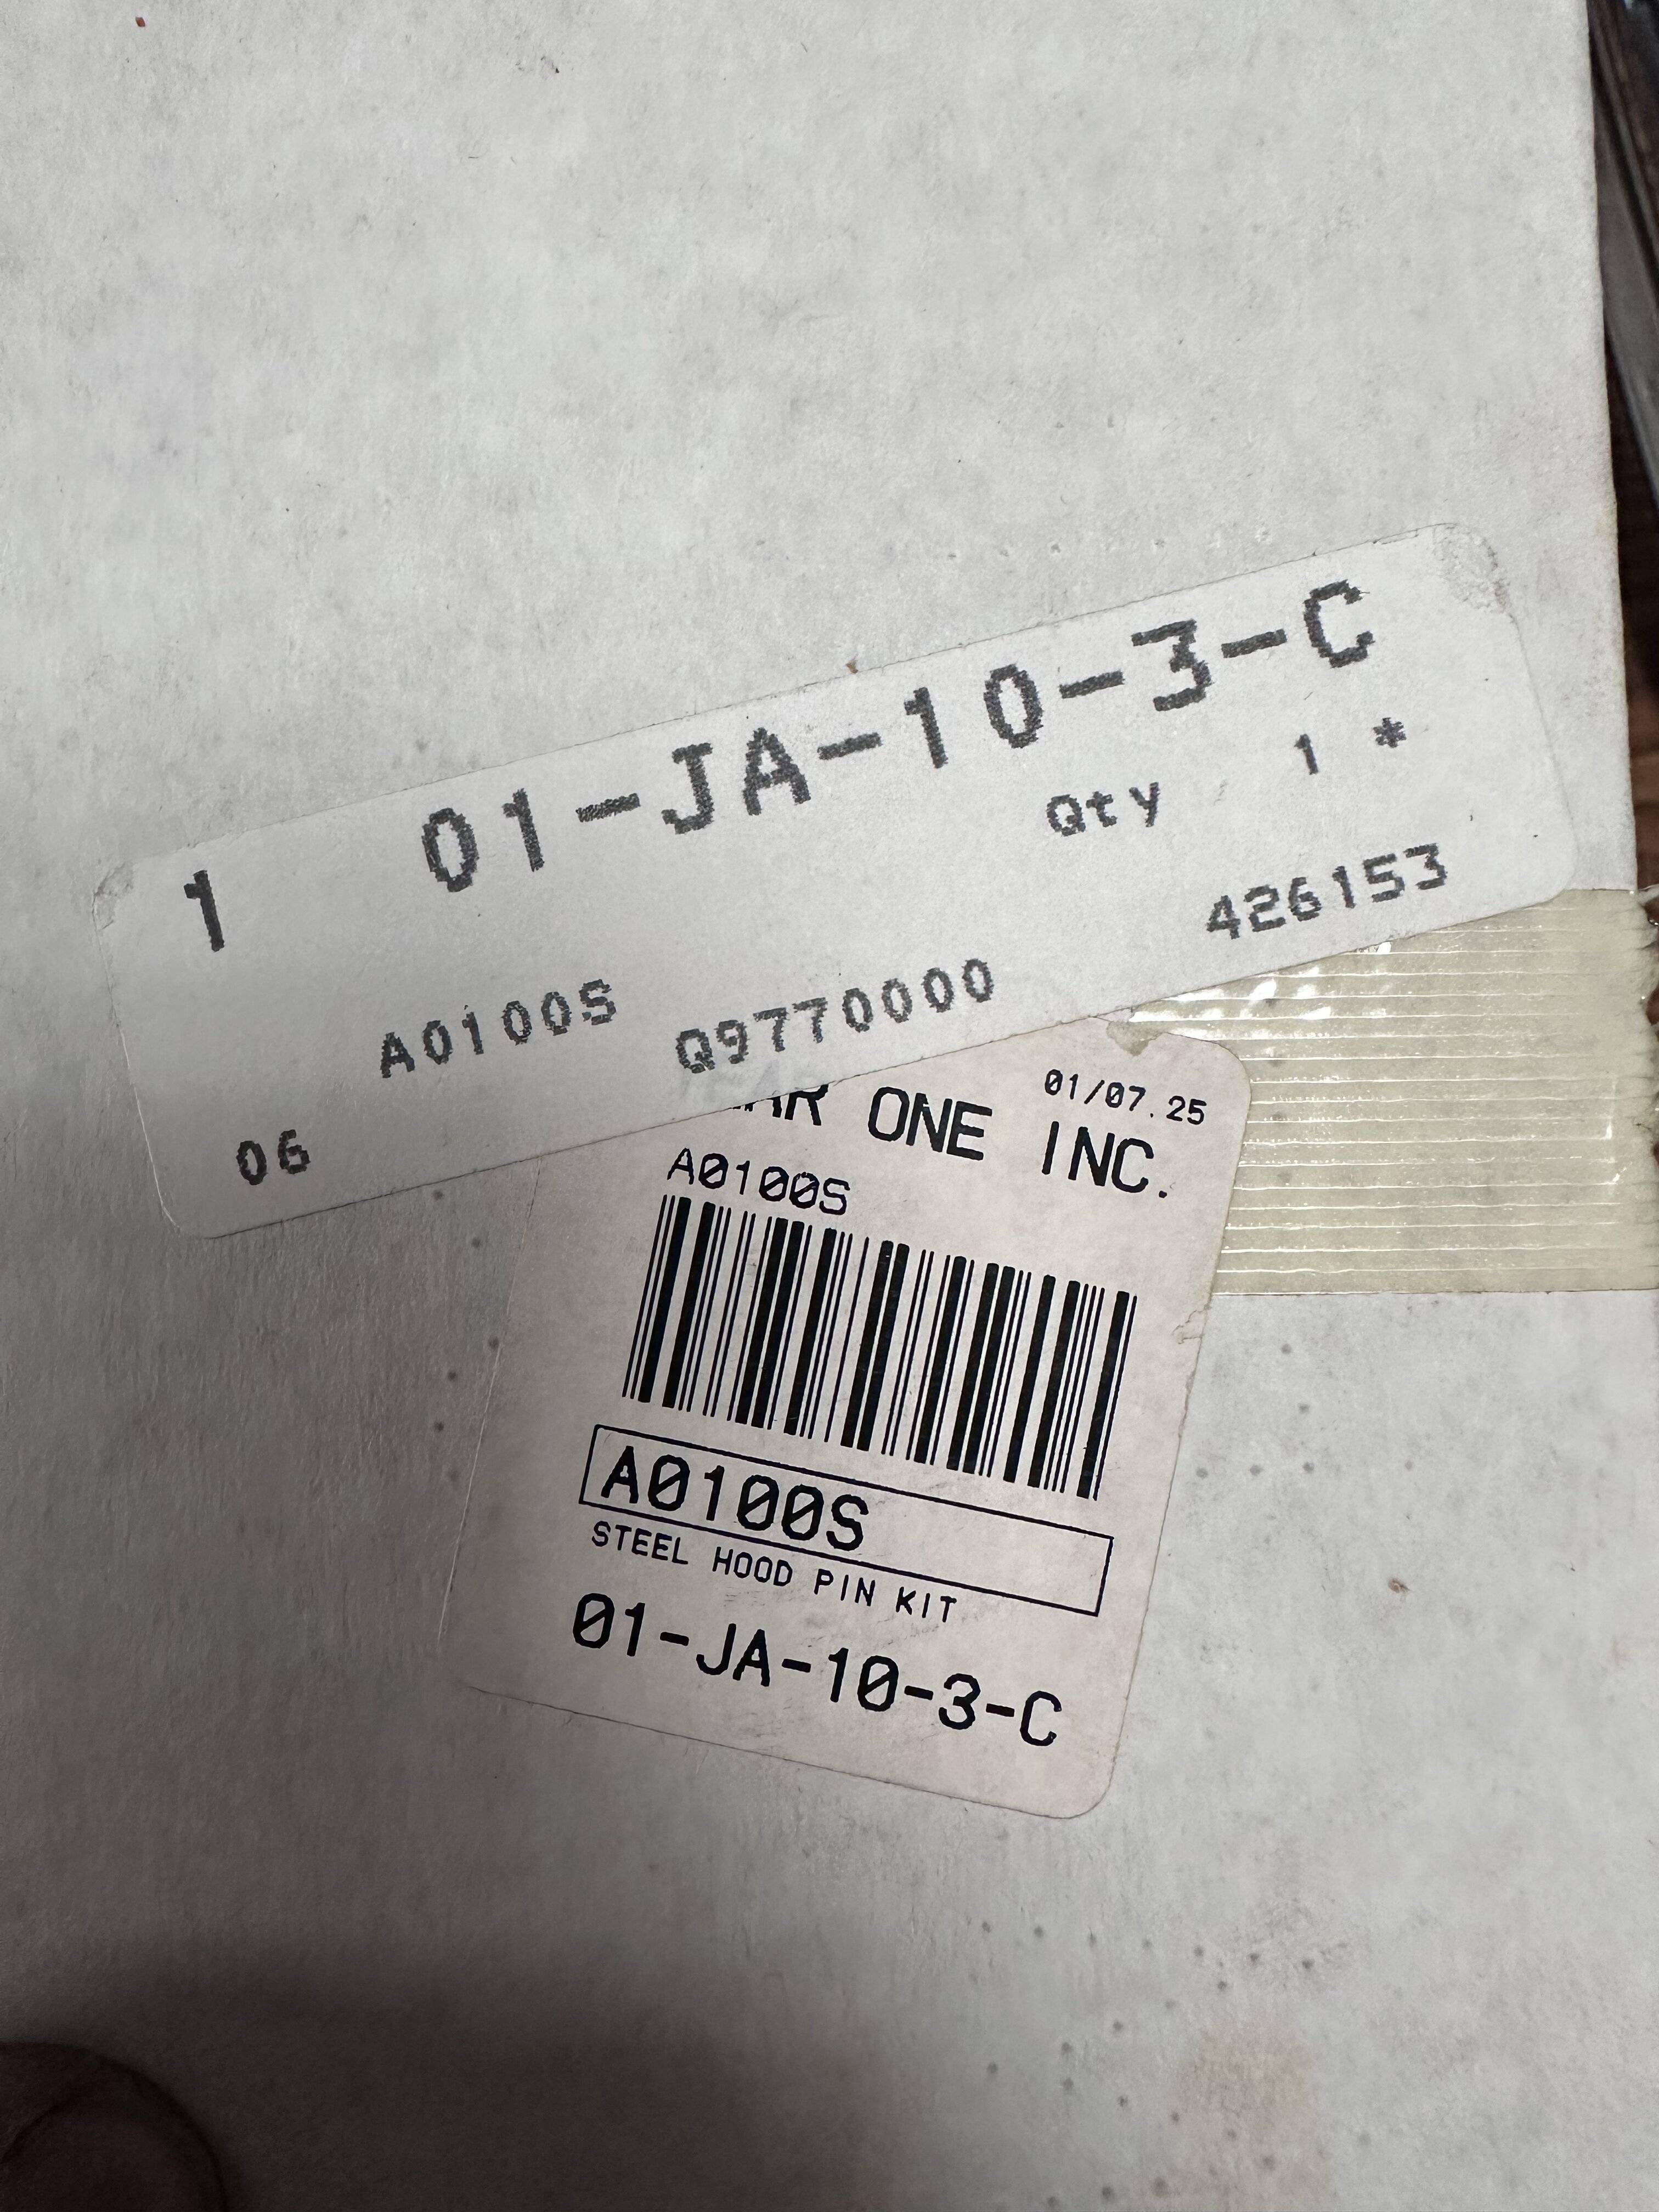 1 01-JA-10-3-C
Qty 1 *
A0100S Q9770000 426153
06
01/07.25
ONE INC.
A0100S
A0100S
STEEL HOOD PIN KIT
01-JA-10-3-C